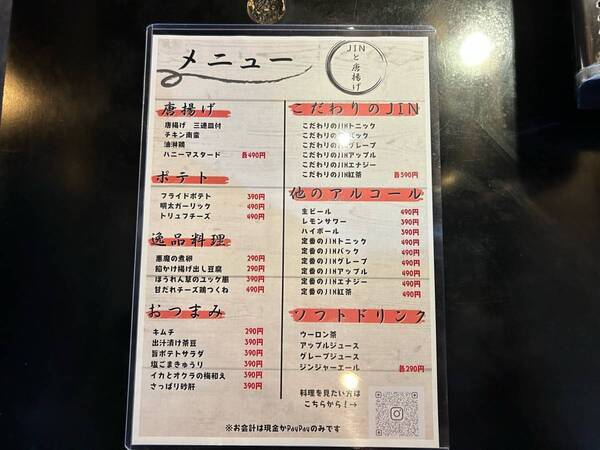 メニュー
JINと唐揚げ
唐揚げ
唐揚げ 三連皿付
チキン南蛮
油淋鶏
ハニーマスタード 各490円
ポテト
フライドポテト 390円
明太ガーリック 490円
トリュフチーズ 490円
逸品料理
悪魔の煮卵 290円
餡かけ揚げ出し豆腐 290円
ほうれん草のユッケ風 390円
甘だれチーズ鶏つくね 490円
おつまみ
キムチ 290円
出汁漬け茶豆 390円
旨ポテトサラダ 390円
塩ごまきゅうり 390円
イカとオクラの梅和え 390円
さっぱり砂肝 390円
こだわりのJIN
こだわりのJINトニック
こだわりのJINバック
こだわりのJINグレープ
こだわりのJINアップル
こだわりのJINエナジー
こだわりのJIN紅茶 各590円
他のアルコール
生ビール 490円
レモンサワー 390円
ハイボール 390円
定番のJINトニック 490円
定番のJINバック 490円
定番のJINグレープ 490円
定番のJINアップル 490円
定番のJINエナジー 490円
定番のJIN紅茶 490円
ソフトドリンク
ウーロン茶
アップルジュース
グレープジュース
ジンジャーエール 各290円
料理を見たい方は
こちらから！→
※お会計は現金かPayPayのみです